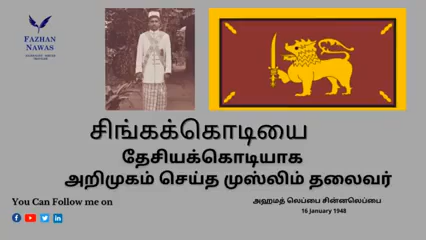 FAZHAN
NAWAS
சிங்கக்கொடியை
தேசியக்கொடியாக
அறிமுகம் செய்த முஸ்லிம் தலைவர்
You Can Follow me on
அஹமத் லெப்பை சின்னலெப்பை
16 January 1948